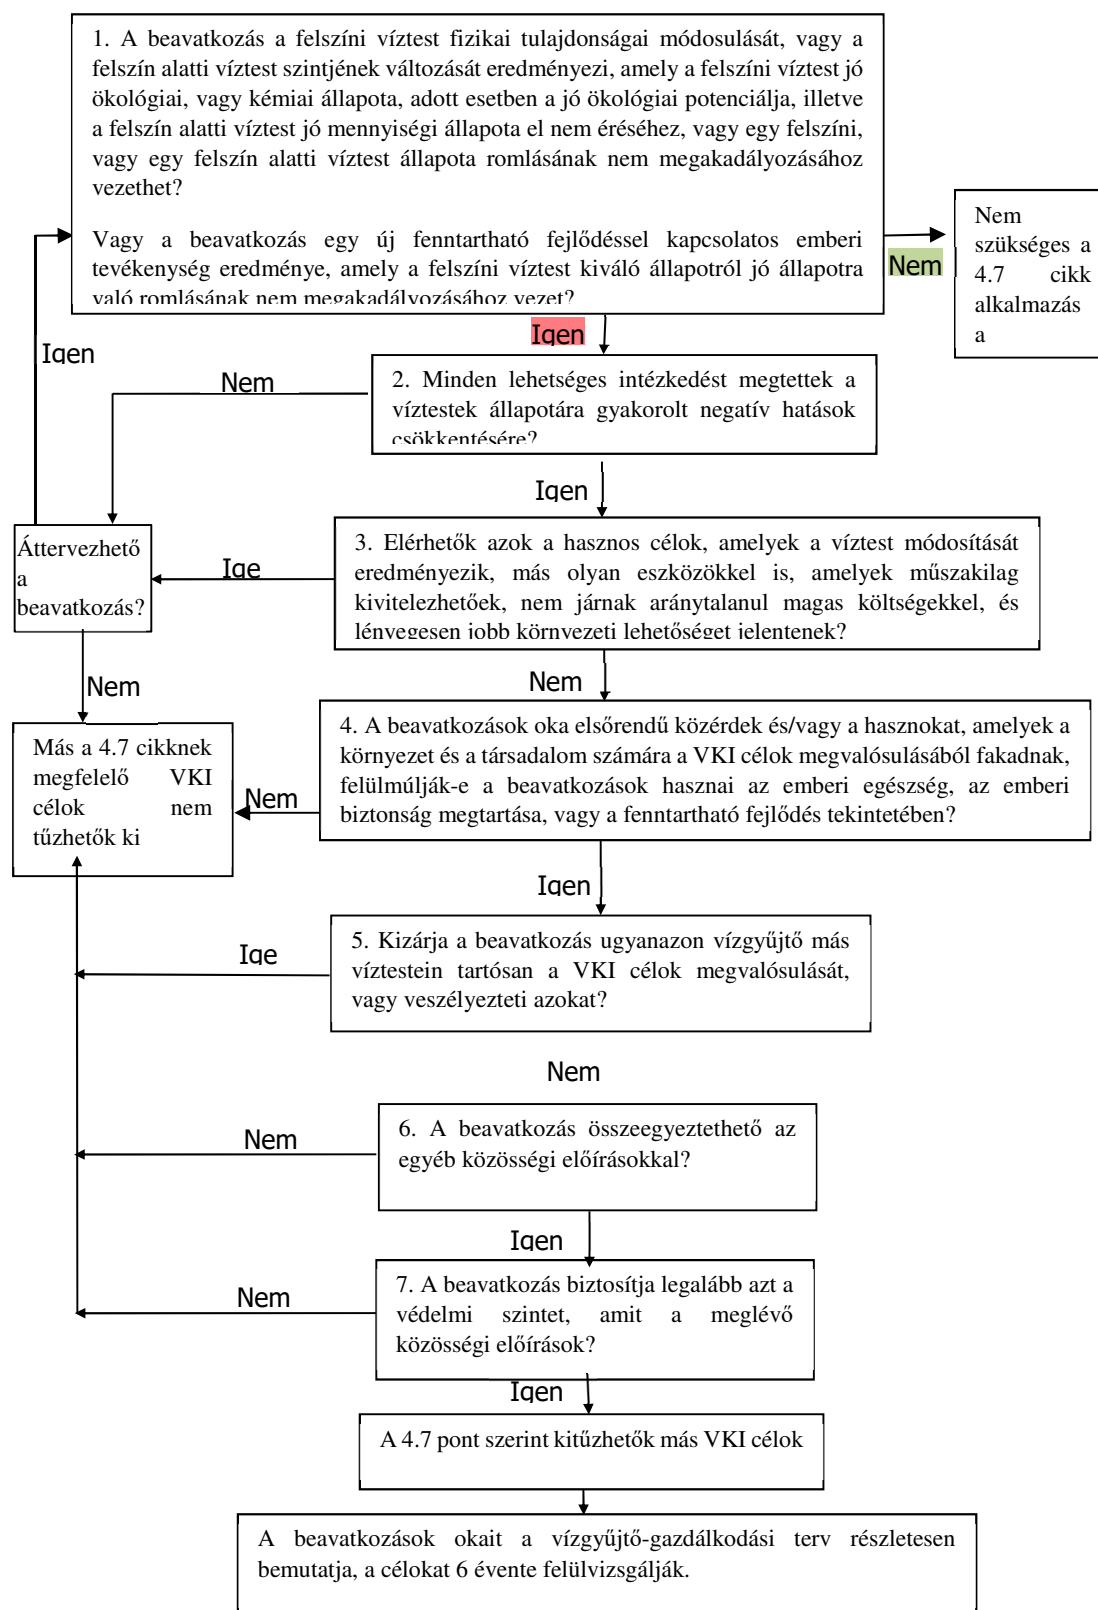 1. A beavatkozás a felszíni víztest fizikai tulajdonságai módosulását, vagy a
felszín alatti víztest szintjének változását eredményezi, amely a felszíni víztest jó
ökológiai, vagy kémiai állapota, adott esetben a jó ökológiai potenciálja, illetve
a felszín alatti víztest jó mennyiségi állapota el nem éréséhez, vagy egy felszíni,
vagy egy felszín alatti víztest állapota romlásának nem megakadályozásához
vezethet?
Vagy a beavatkozás egy új fenntartható fejlődéssel kapcsolatos emberi
tevékenység eredménye, amely a felszíni víztest kiváló állapotról jó állapotra
való romlásának nem megakadályozásához vezet?
Nem
Nem
szükséges a
4.7 cikk
alkalmazás
a
Igen
Igen
Nem
2. Minden lehetséges intézkedést megtettek a
víztestek állapotára gyakorolt negatív hatások
csökkentésére?
Igen
Áttervezhető
a
beavatkozás?
Ige
3. Elérhetők azok a hasznos célok, amelyek a víztest módosítását
eredményezik, más olyan eszközökkel is, amelyek műszakilag
kivitelezhetőek, nem járnak aránytalanul magas költségekkel, és
lényegesen jobb környezeti lehetőséget jelentenek?
Nem
Nem
Más a 4.7 cikknek
megfelelő VKI
célok nem
tűzhetők ki
Nem
4. A beavatkozások oka elsőrendű közérdek és/vagy a hasznokat, amelyek a
környezet és a társadalom számára a VKI célok megvalósulásából fakadnak,
felülmúlják-e a beavatkozások hasznai az emberi egészség, az emberi
biztonság megtartása, vagy a fenntartható fejlődés tekintetében?
Igen
Ige
5. Kizárja a beavatkozás ugyanazon vízgyűjtő más
víztestein tartósan a VKI célok megvalósulását,
vagy veszélyezteti azokat?
Nem
Nem
6. A beavatkozás összeegyeztethető az
egyéb közösségi előírásokkal?
Igen
Nem
7. A beavatkozás biztosítja legalább azt a
védelmi szintet, amit a meglévő
közösségi előírások?
Igen
A 4.7 pont szerint kitűzhetők más VKI célok
A beavatkozások okait a vízgyűjtő-gazdálkodási terv részletesen
bemutatja, a célokat 6 évente felülvizsgálják.